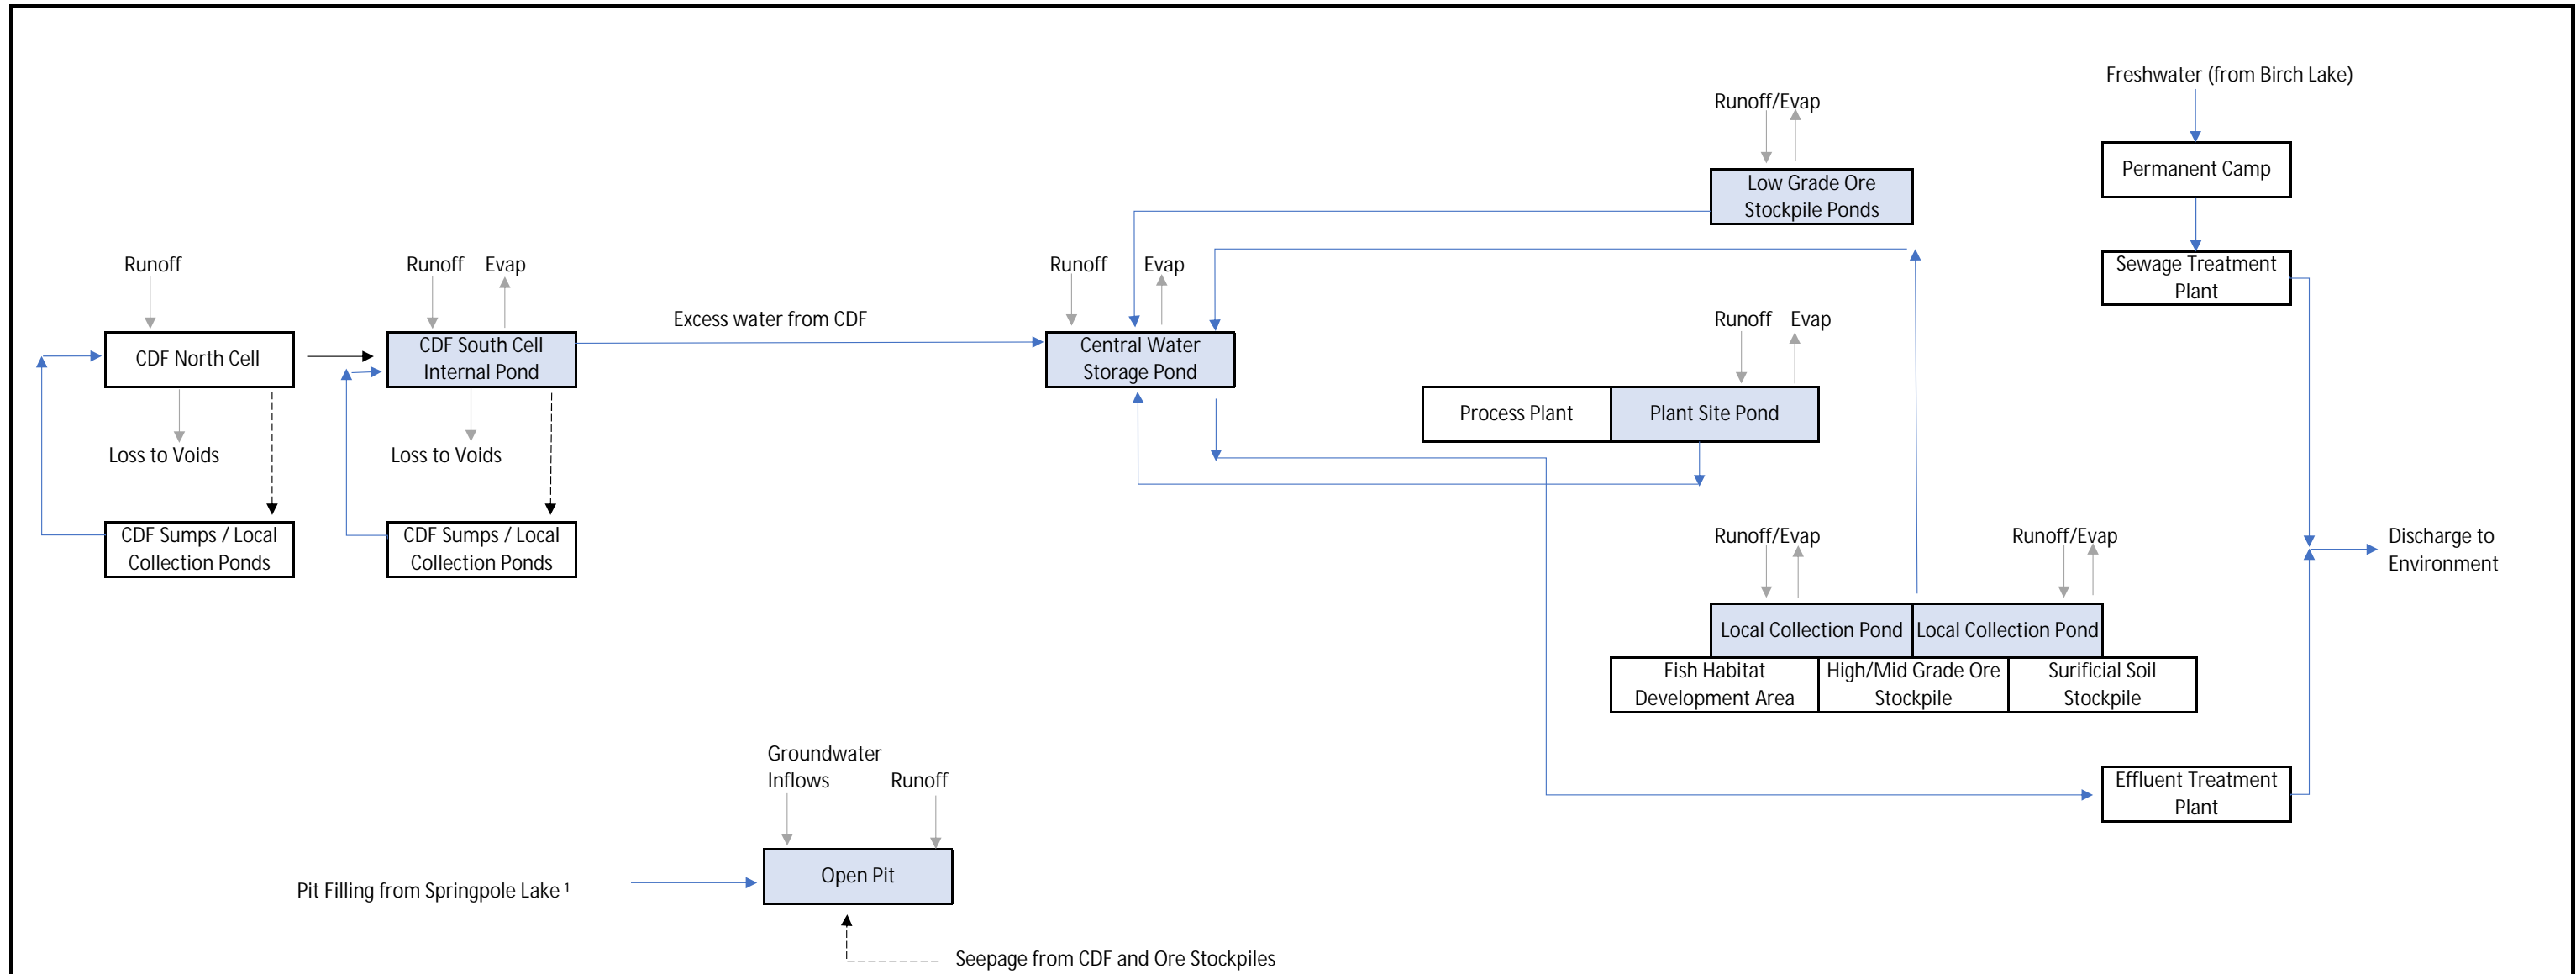 Freshwater (from Birch Lake)
Runoff/Evap
Permanent Camp
Low Grade Ore
Stockpile Ponds
Runoff
Runoff
Evap
Runoff
Evap
Sewage Treatment
Plant
Excess water from CDF
Runoff
Evap
CDF North Cell
CDF South Cell
Internal Pond
Central Water
Storage Pond
Process Plant
Plant Site Pond
Loss to Voids
Loss to Voids
CDF Sumps / Local
Collection Ponds
CDF Sumps / Local
Collection Ponds
Runoff/Evap
Runoff/Evap
Discharge to
Environment
Local Collection Pond
Local Collection Pond
Fish Habitat
Development Area
High/Mid Grade Ore
Stockpile
Surificial Soil
Stockpile
Groundwater
Inflows
Runoff
Effluent Treatment
Plant
Open Pit
Pit Filling from Springpole Lake ¹
Seepage from CDF and Ore Stockpiles